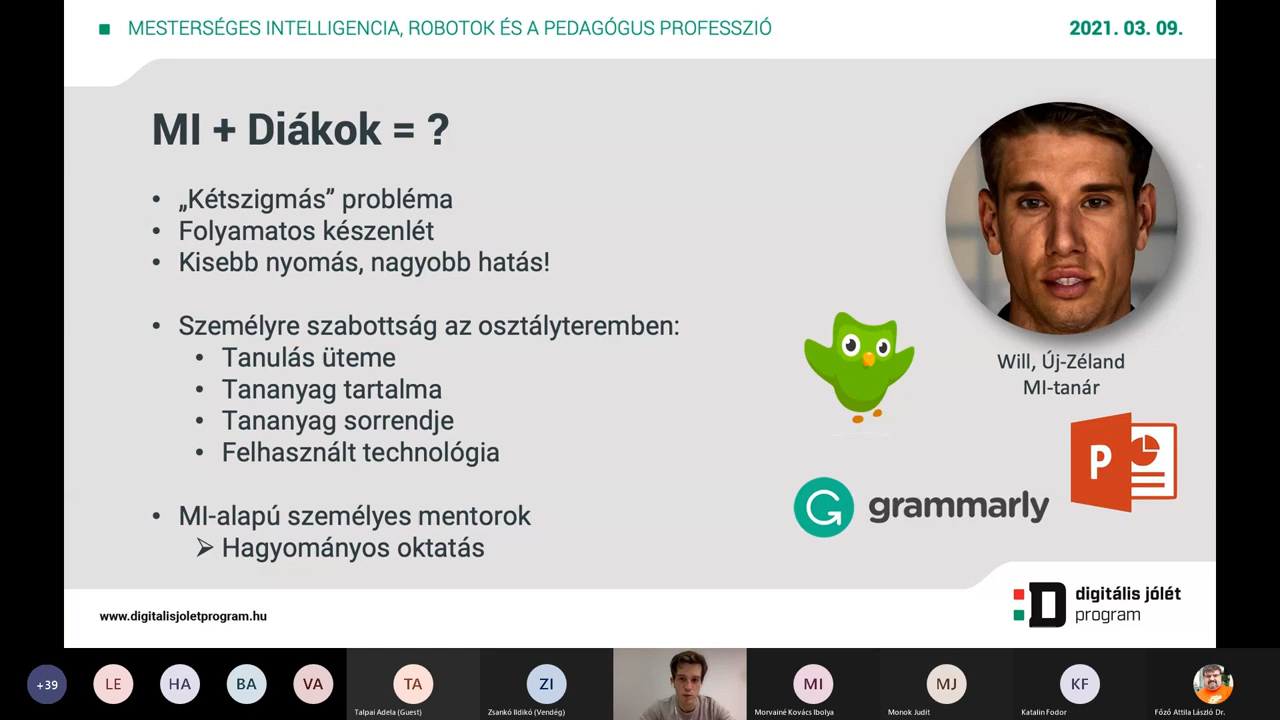 MESTERSÉGES INTELLIGENCIA, ROBOTOK ÉS A PEDAGÓGUS PROFESSZIÓ
2021. 03. 09.
MI + Diákok = ?
• „Kétszigmás” probléma
• Folyamatos készenlét
• Kisebb nyomás, nagyobb hatás!
• Személyre szabottság az osztályteremben:
• Tanulás üteme
• Tananyag tartalma
• Tananyag sorrendje
• Felhasznált technológia
• MI-alapú személyes mentorok
➢ Hagyományos oktatás
Will, Új-Zéland
MI-tanár
P
grammarly
www.digitalisjoletprogram.hu
digitális jólét
program
+39
LE
HA
BA
VA
TA
Talpai Adela (Guest)
ZI
Zsankó Ildikó (Vendég)
MI
Morvainé Kovács Ibolya
MJ
Monok Judit
KF
Katalin Fodor
Főző Attila László Dr.